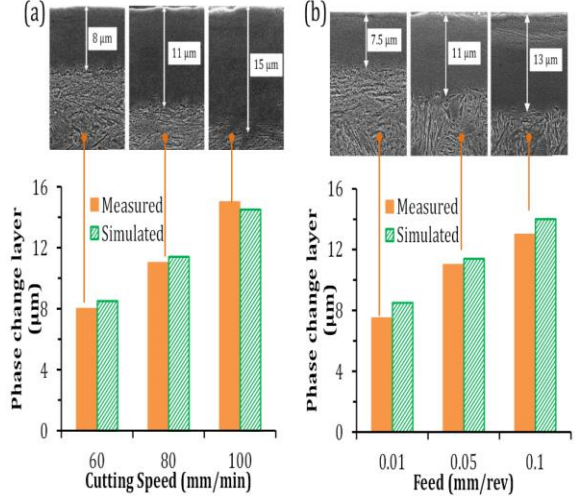 (a)
8 µm
11 µm
15 µm
Phase change layer
(µm)
16
12
8
4
0
Measured
Simulated
60
80
100
Cutting Speed (mm/min)
(b)
7.5 µm
11 µm
13 µm
Phase change layer
(µm)
16
12
8
4
0
Measured
Simulated
0.01
0.05
0.1
Feed (mm/rev)